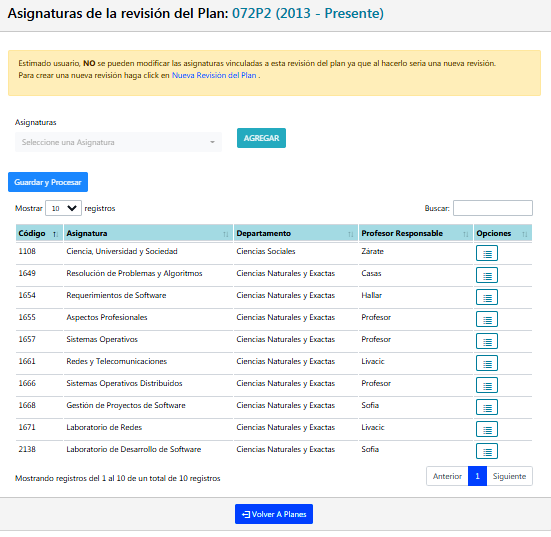 Asignaturas de la revisión del Plan: 072P2 (2013 - Presente)
Estimado usuario, NO se pueden modificar las asignaturas vinculadas a esta revisión del plan ya que al hacerlo seria una nueva revisión.
Para crear una nueva revisión haga click en Nueva Revisión del Plan .
Asignaturas
Seleccione una Asignatura
AGREGAR
Guardar y Procesar
Mostrar 10 registros
Buscar:
Código Asignatura Departamento Profesor Responsable Opciones
1108 Ciencia, Universidad y Sociedad Ciencias Sociales Zárate
1649 Resolución de Problemas y Algoritmos Ciencias Naturales y Exactas Casas
1654 Requerimientos de Software Ciencias Naturales y Exactas Hallar
1655 Aspectos Profesionales Ciencias Naturales y Exactas Profesor
1657 Sistemas Operativos Ciencias Naturales y Exactas Profesor
1661 Redes y Telecomunicaciones Ciencias Naturales y Exactas Livacic
1666 Sistemas Operativos Distribuidos Ciencias Naturales y Exactas Profesor
1668 Gestión de Proyectos de Software Ciencias Naturales y Exactas Sofia
1671 Laboratorio de Redes Ciencias Naturales y Exactas Livacic
2138 Laboratorio de Desarrollo de Software Ciencias Naturales y Exactas Sofia
Mostrando registros del 1 al 10 de un total de 10 registros
Anterior 1 Siguiente
Volver A Planes